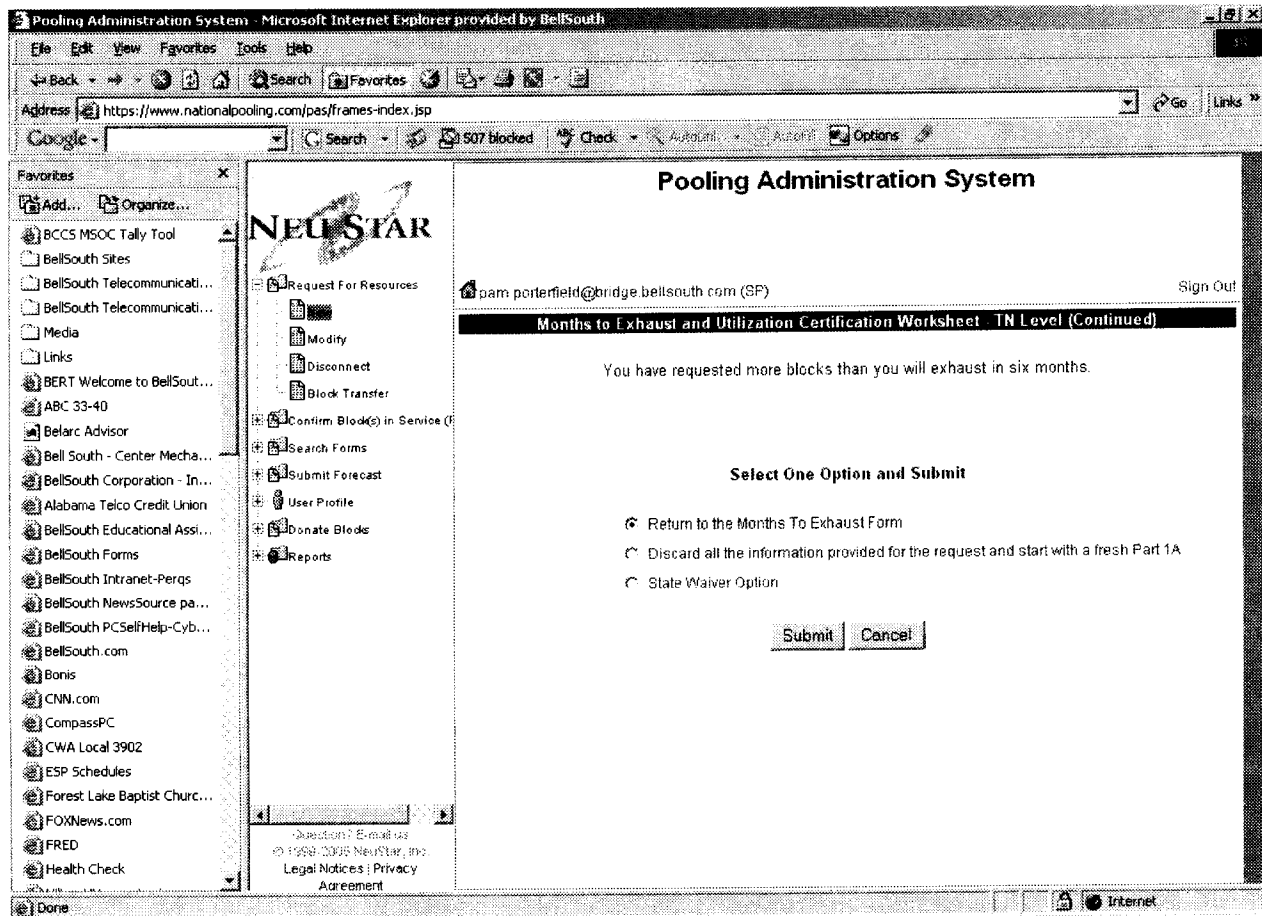 Pooling Administration System - Microsoft Internet Explorer provided by BellSouth
File Edit View Favorites Tools Help
Back Search Favorites
Address https://www.nationalpooling.com/pas/frames-index.jsp Go Links »
Google - Search 507 blocked Check AutoLink Autofill Options
Favorites x
Add... Organize...
BCCS MSOC Tally Tool
BellSouth Sites
BellSouth Telecommunicati...
BellSouth Telecommunicati...
Media
Links
BERT Welcome to BellSout...
ABC 33-40
Belarc Advisor
Bell South - Center Mecha...
BellSouth Corporation - In...
Alabama Telco Credit Union
BellSouth Educational Assi...
BellSouth Forms
BellSouth Intranet-Perqs
BellSouth NewsSource pa...
BellSouth PCSelfHelp-Cyb...
BellSouth.com
Bonis
CNN.com
CompassPC
CWA Local 3902
ESP Schedules
Forest Lake Baptist Churc...
FOXNews.com
FRED
Health Check
NEUSTAR
Request For Resources
Modify
Disconnect
Block Transfer
Confirm Block(s) in Service (P
Search Forms
Submit Forecast
User Profile
Donate Blocks
Reports
Question? E-mail us
NeuStar, Inc.
Legal Notices | Privacy
Agreement
Pooling Administration System
pam.porterfield@bridge.bellsouth.com (SP) Sign Out
Months to Exhaust and Utilization Certification Worksheet - TN Level (Continued)
You have requested more blocks than you will exhaust in six months.
Select One Option and Submit
Return to the Months To Exhaust Form
Discard all the information provided for the request and start with a fresh Part 1A
State Waiver Option
Submit Cancel
Done Internet